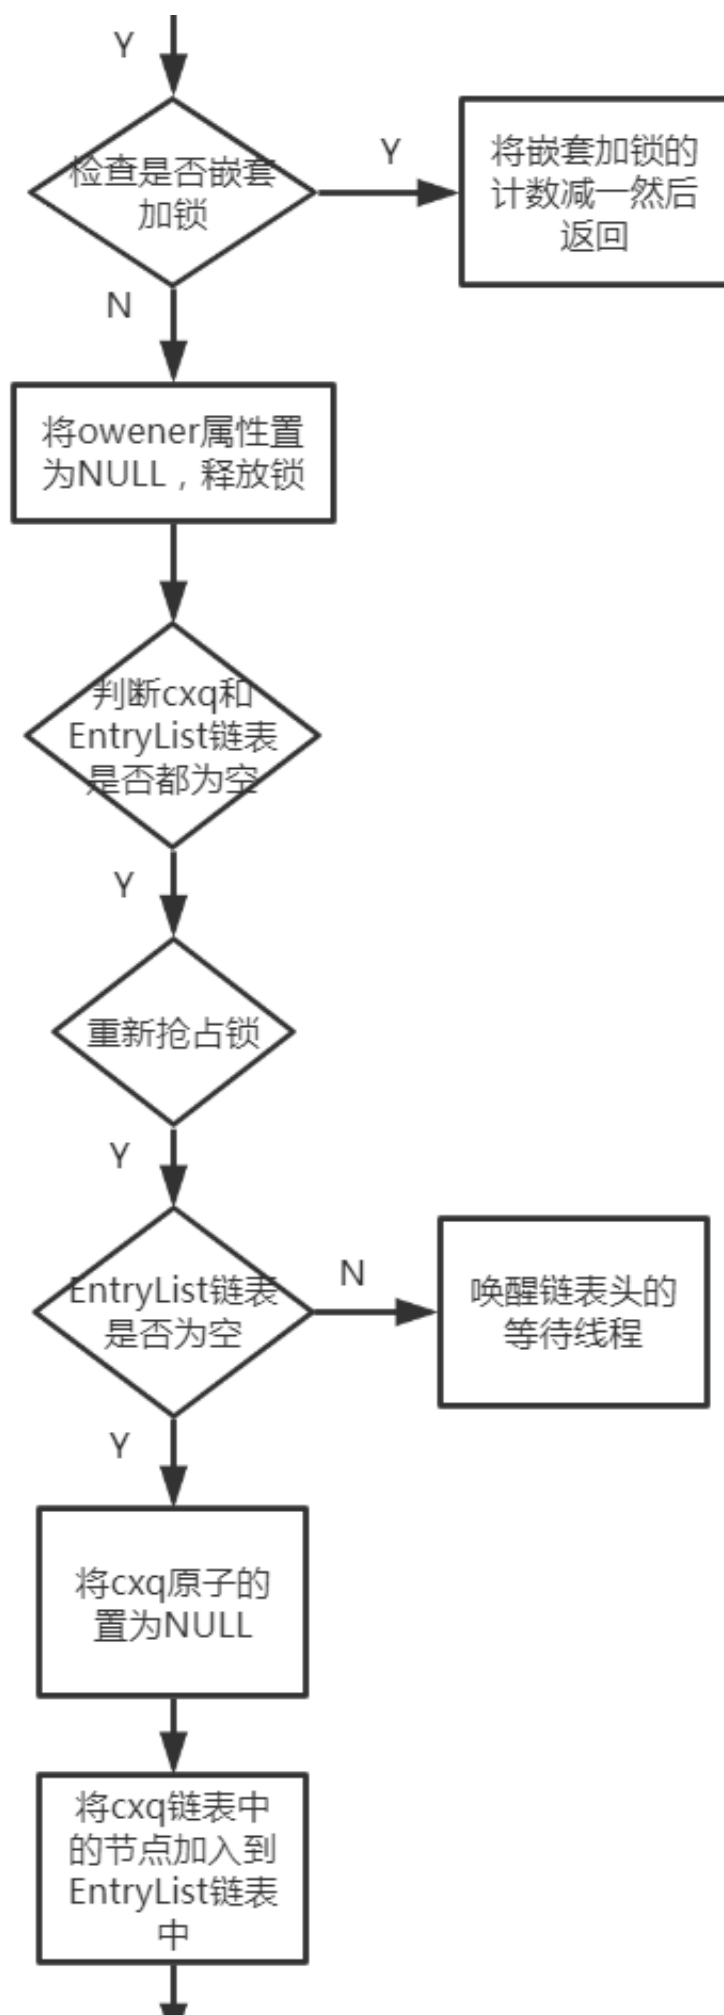 Y
检查是否嵌套
加锁
Y
将嵌套加锁的
计数减一然后
返回
N
将owener属性置
为NULL，释放锁
判断cxq和
EntryList链表
是否都为空
Y
重新抢占锁
Y
EntryList链表
是否为空
N
唤醒链表头的
等待线程
Y
将cxq原子的
置为NULL
将cxq链表中
的节点加入到
EntryList链表
中